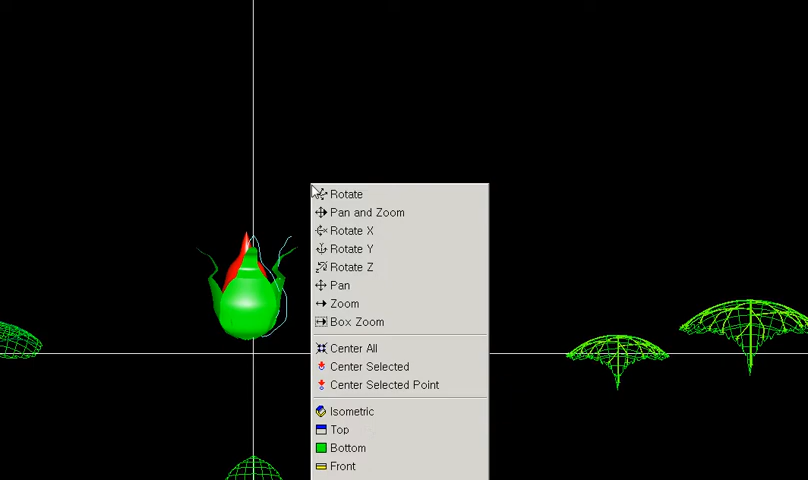 Rotate
Pan and Zoom
Rotate X
Rotate Y
Rotate Z
Pan
Zoom
Box Zoom
Center All
Center Selected
Center Selected Point
Isometric
Top
Bottom
Front